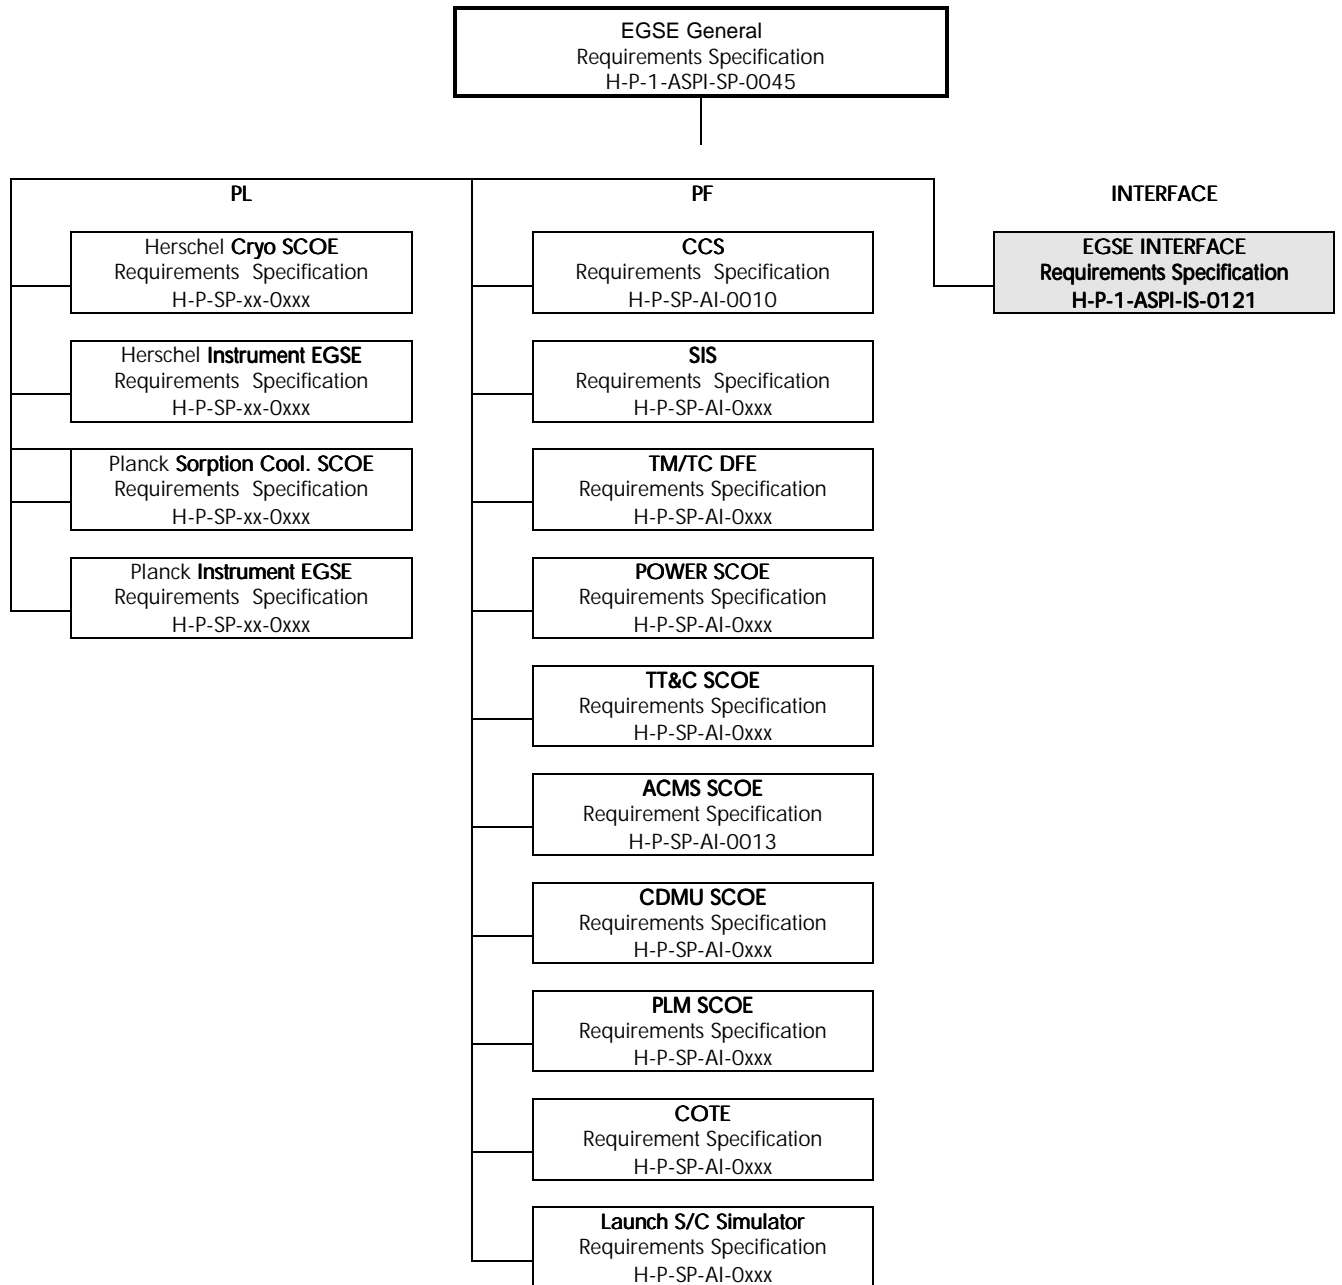 EGSE General
Requirements Specification
H-P-1-ASPI-SP-0045
PL
Herschel Cryo SCOE
Requirements Specification
H-P-SP-xx-0xxx
Herschel Instrument EGSE
Requirements Specification
H-P-SP-xx-0xxx
Planck Sorption Cool. SCOE
Requirements Specification
H-P-SP-xx-0xxx
Planck Instrument EGSE
Requirements Specification
H-P-SP-xx-0xxx
PF
CCS
Requirements Specification
H-P-SP-AI-0010
SIS
Requirements Specification
H-P-SP-AI-0xxx
TM/TC DFE
Requirements Specification
H-P-SP-AI-0xxx
POWER SCOE
Requirements Specification
H-P-SP-AI-0xxx
TT&C SCOE
Requirements Specification
H-P-SP-AI-0xxx
ACMS SCOE
Requirement Specification
H-P-SP-AI-0013
CDMU SCOE
Requirements Specification
H-P-SP-AI-0xxx
PLM SCOE
Requirements Specification
H-P-SP-AI-0xxx
COTE
Requirement Specification
H-P-SP-AI-0xxx
Launch S/C Simulator
Requirements Specification
H-P-SP-AI-0xxx
INTERFACE
EGSE INTERFACE
Requirements Specification
H-P-1-ASPI-IS-0121